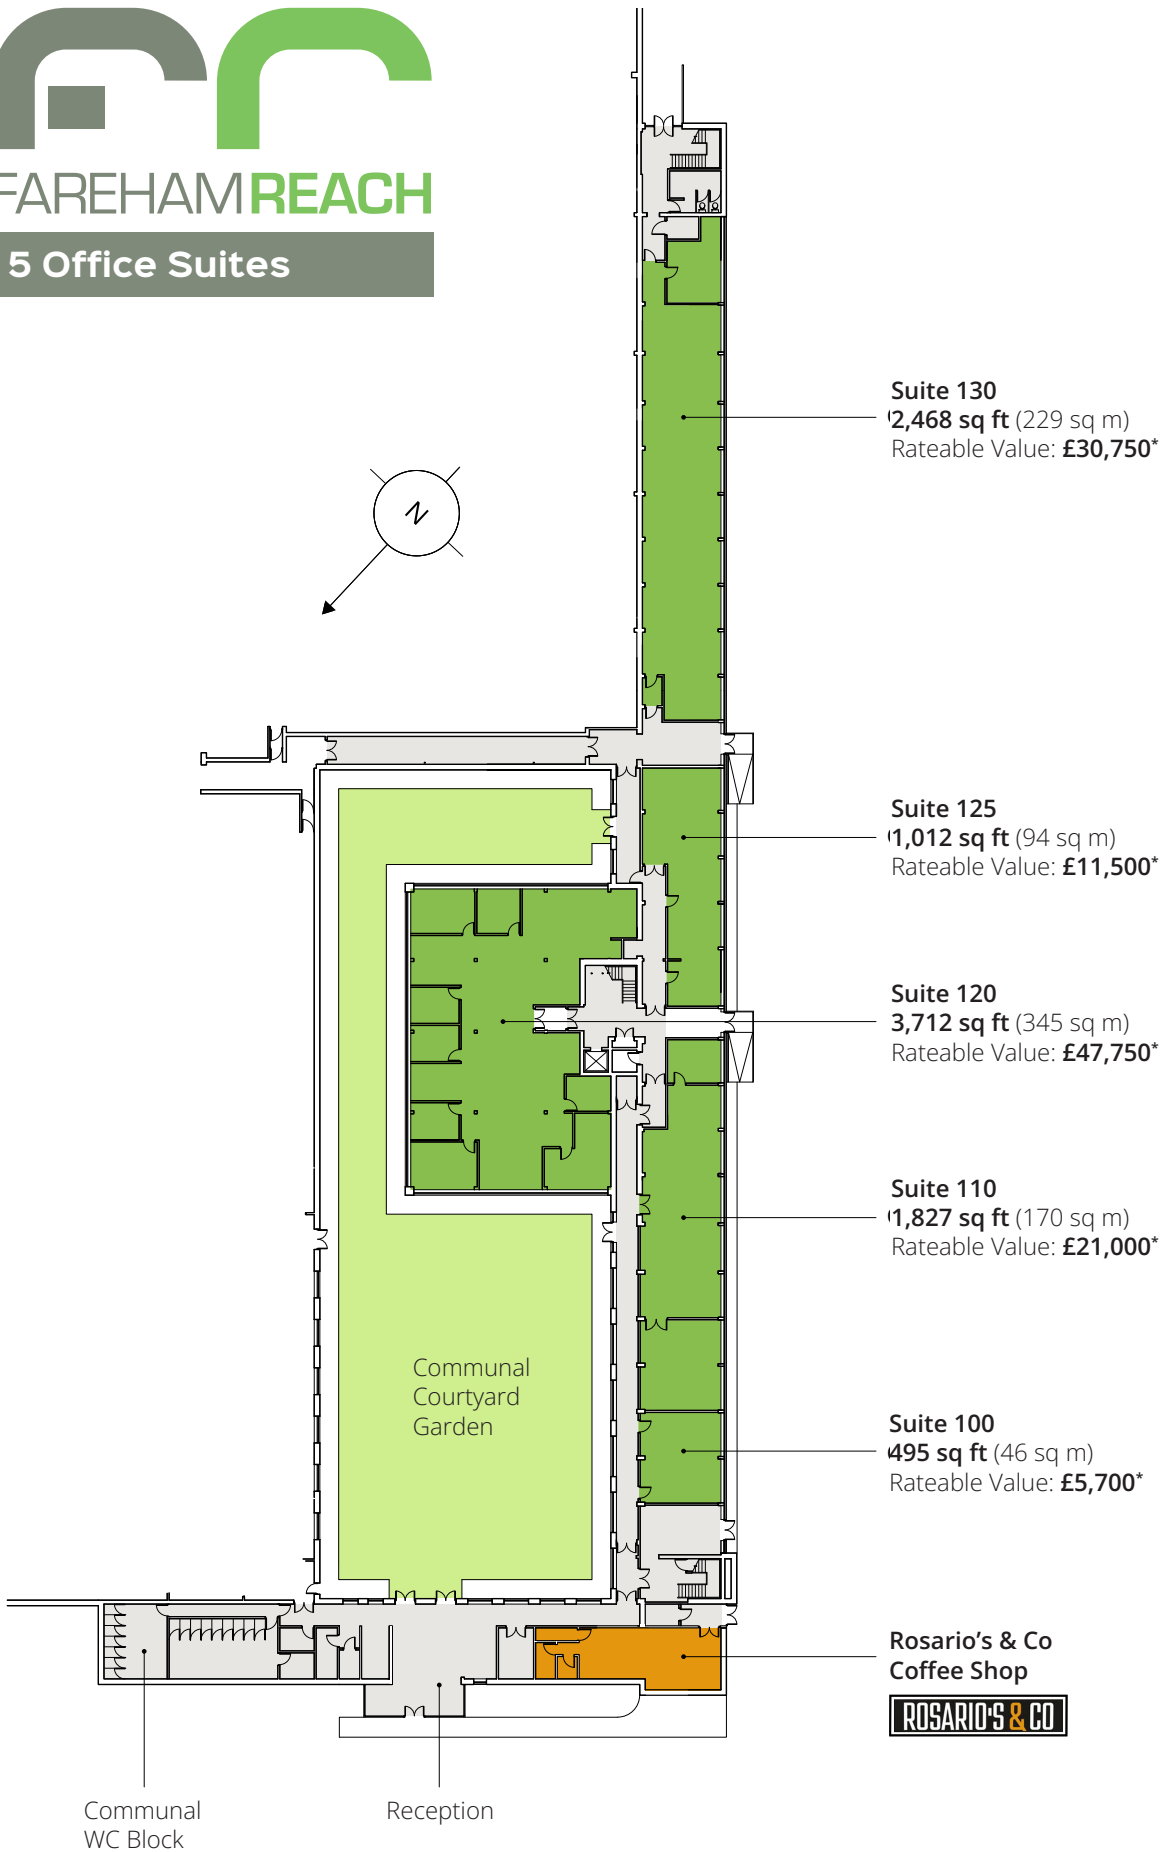 FAREHAMREACH
5 Office Suites
N
Suite 130
2,468 sq ft (229 sq m)
Rateable Value: £30,750*
Suite 125
1,012 sq ft (94 sq m)
Rateable Value: £11,500*
Suite 120
3,712 sq ft (345 sq m)
Rateable Value: £47,750*
Suite 110
1,827 sq ft (170 sq m)
Rateable Value: £21,000*
Communal
Courtyard
Garden
Suite 100
495 sq ft (46 sq m)
Rateable Value: £5,700*
Rosario's & Co
Coffee Shop
ROSARIO'S & CO
Communal
WC Block
Reception